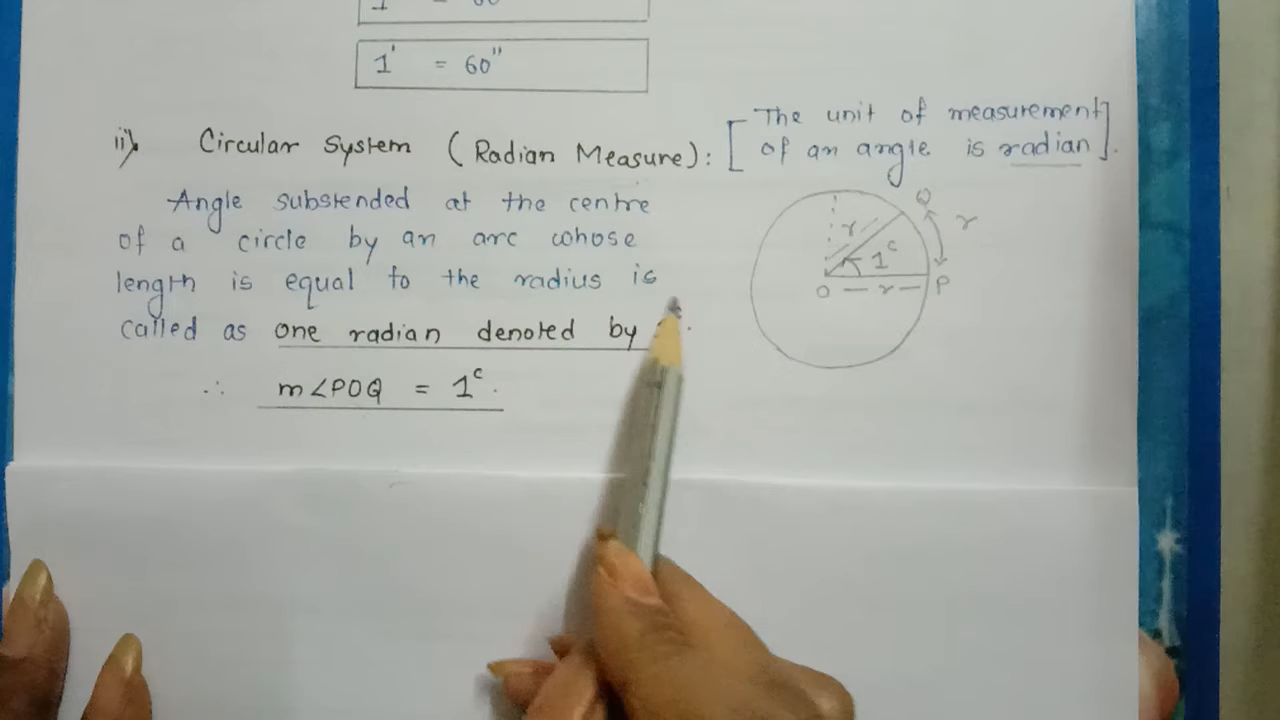 1' = 60"
ii) Circular System (Radian Measure): [The unit of measurement of an angle is radian].
Angle substended at the centre
of a circle by an arc whose
length is equal to the radius is
called as one radian denoted by
∴ m∠POQ = 1ᶜ.
Q
r
r
1ᶜ
O — r — P